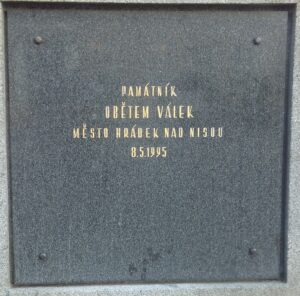 PAMÁTNÍK
OBĚTEM VÁLEK
MĚSTO HRÁDEK NAD NISOU
8.5.1995